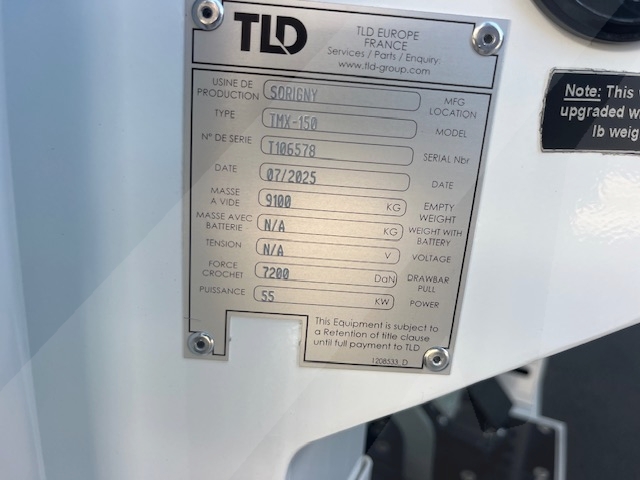 TLD
TLD EUROPE
FRANCE
Services / Parts / Enquiry:
www.tld-group.com
USINE DE PRODUCTION SORIGNY MFG LOCATION
TYPE TMX-150 MODEL
N° DE SERIE T106578 SERIAL Nbr
DATE 07/2025 DATE
MASSE A VIDE 9100 KG EMPTY WEIGHT
MASSE AVEC BATTERIE N/A KG WEIGHT WITH BATTERY
TENSION N/A V VOLTAGE
FORCE CROCHET 7200 DaN DRAWBAR PULL
PUISSANCE 55 KW POWER
This Equipment is subject to
a Retention of title clause
until full payment to TLD
1208533_D
Note: This
upgraded
lb